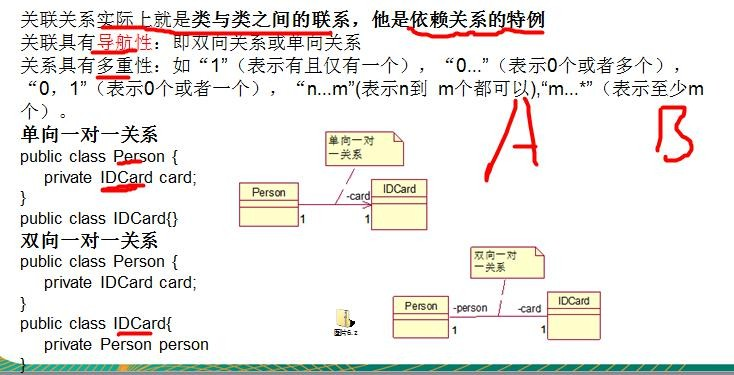 关联关系实际上就是类与类之间的联系，他是依赖关系的特例
关联具有导航性：即双向关系或单向关系
关系具有多重性：如“1”（表示有且仅有一个），“0...”（表示0个或者多个），
“0，1”（表示0个或者一个），“n...m”(表示n到 m个都可以),“m...*”（表示至少m
个）。
A
B
单向一对一关系
public class Person {
private IDCard card;
}
public class IDCard{}
单向一对
一关系
Person
-card
IDCard
1
1
双向一对一关系
public class Person {
private IDCard card;
}
public class IDCard{
private Person person
}
双向一对
一关系
Person
-person
-card
IDCard
1
1
图片6.z